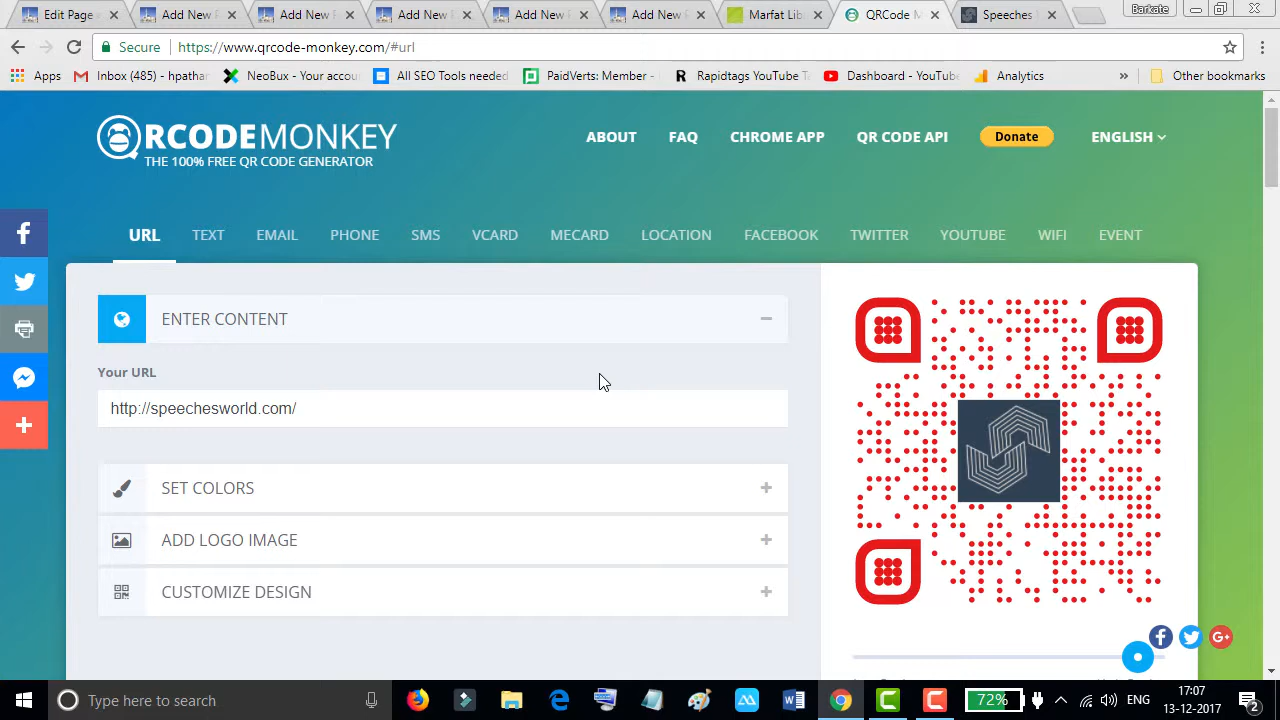 Edit Page
Add New
Add New
Add New
Add New
Add New
Marfat Lib
QRCode M
Speeches
Barkate
Secure
https://www.qrcode-monkey.com/#url
Apps
Inbox (485) - hpathan
NeoBux - Your accou
All SEO Tools needed
PaidVerts: Member -
Rapidtags YouTube T
Dashboard - YouTub
Analytics
»
Other bookmarks
QRCODEMONKEY
THE 100% FREE QR CODE GENERATOR
ABOUT
FAQ
CHROME APP
QR CODE API
Donate
ENGLISH
URL
TEXT
EMAIL
PHONE
SMS
VCARD
MECARD
LOCATION
FACEBOOK
TWITTER
YOUTUBE
WIFI
EVENT
ENTER CONTENT
Your URL
http://speechesworld.com/
SET COLORS
ADD LOGO IMAGE
CUSTOMIZE DESIGN
Type here to search
72%
ENG
17:07
13-12-2017
2